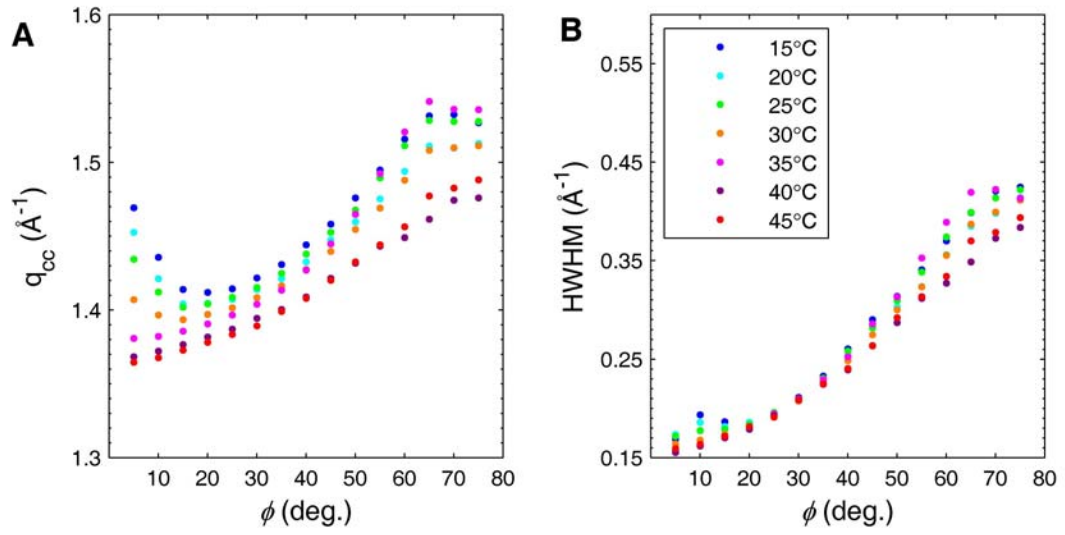 A
1.6
1.5
1.4
1.3
q_cc (Å⁻¹)
10 20 30 40 50 60 70 80
ϕ (deg.)
B
0.55
0.45
0.35
0.25
0.15
HWHM (Å⁻¹)
15°C
20°C
25°C
30°C
35°C
40°C
45°C
10 20 30 40 50 60 70 80
ϕ (deg.)